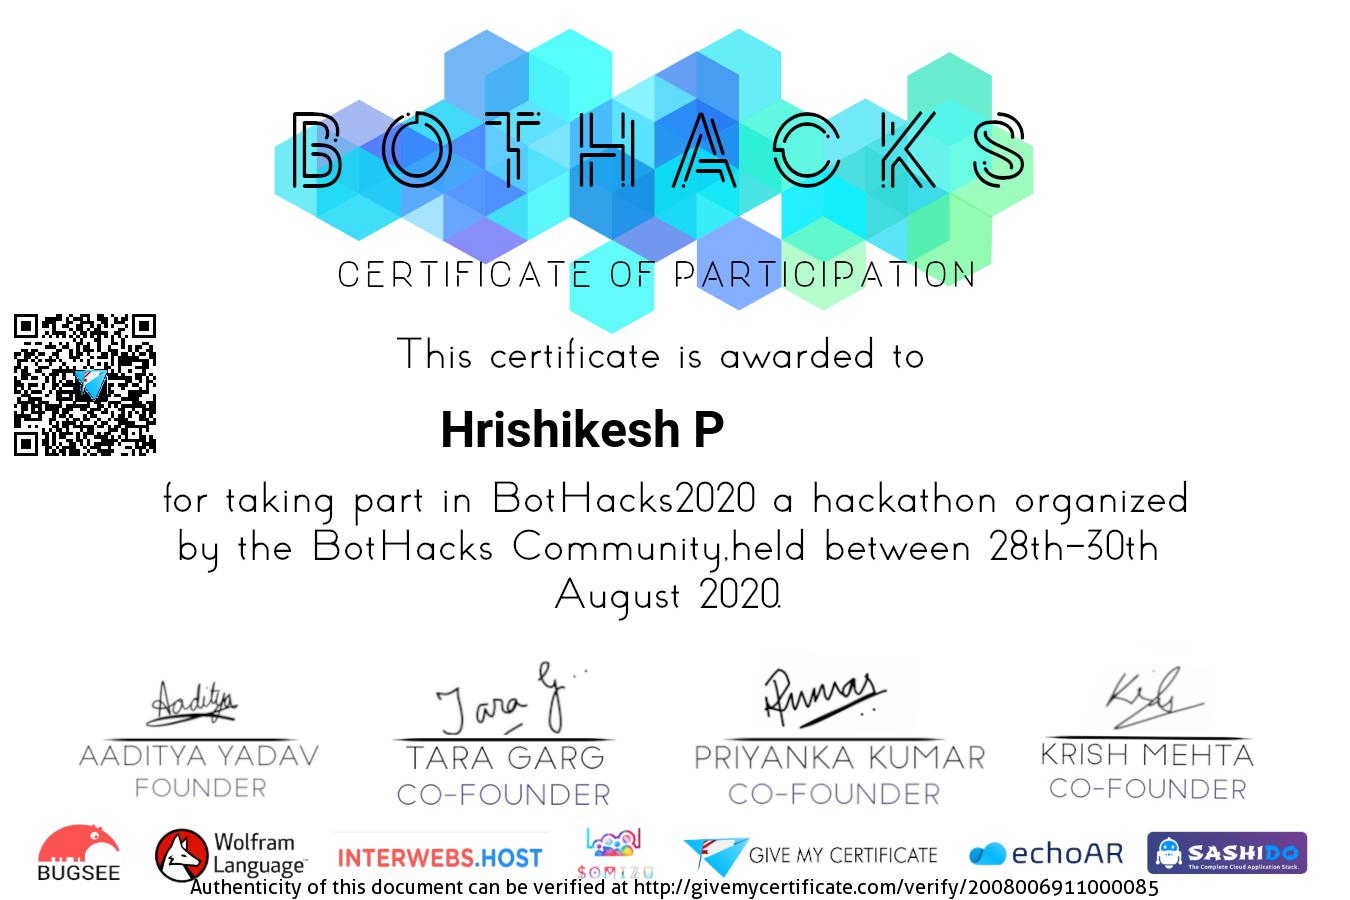 BOTHACKS
CERTIFICATE OF PARTICIPATION
This certificate is awarded to
Hrishikesh P
for taking part in BotHacks2020 a hackathon organized
by the BotHacks Community,held between 28th-30th
August 2020.
Aaditya
Tara G.
AADITYA YADAV
TARA GARG
PRIYANKA KUMAR
KRISH MEHTA
FOUNDER
CO-FOUNDER
CO-FOUNDER
CO-FOUNDER
BUGSEE
Wolfram
Language™
INTERWEBS.HOST
$OMIZU
GIVE MY CERTIFICATE
echoAR
SASHIDO
The Complete Cloud Application Stack.
Authenticity of this document can be verified at http://givemycertificate.com/verify/2008006911000085